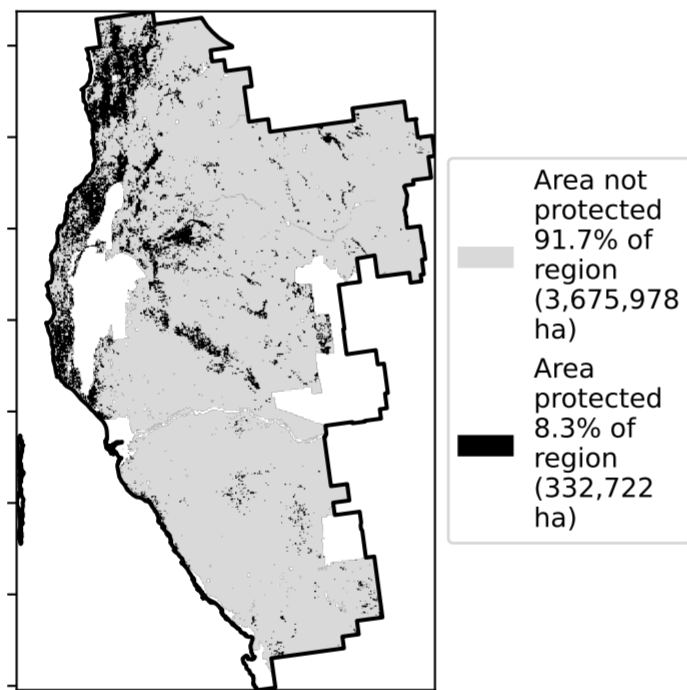 Area not
protected
91.7% of
region
(3,675,978
ha)
Area
protected
8.3% of
region
(332,722
ha)